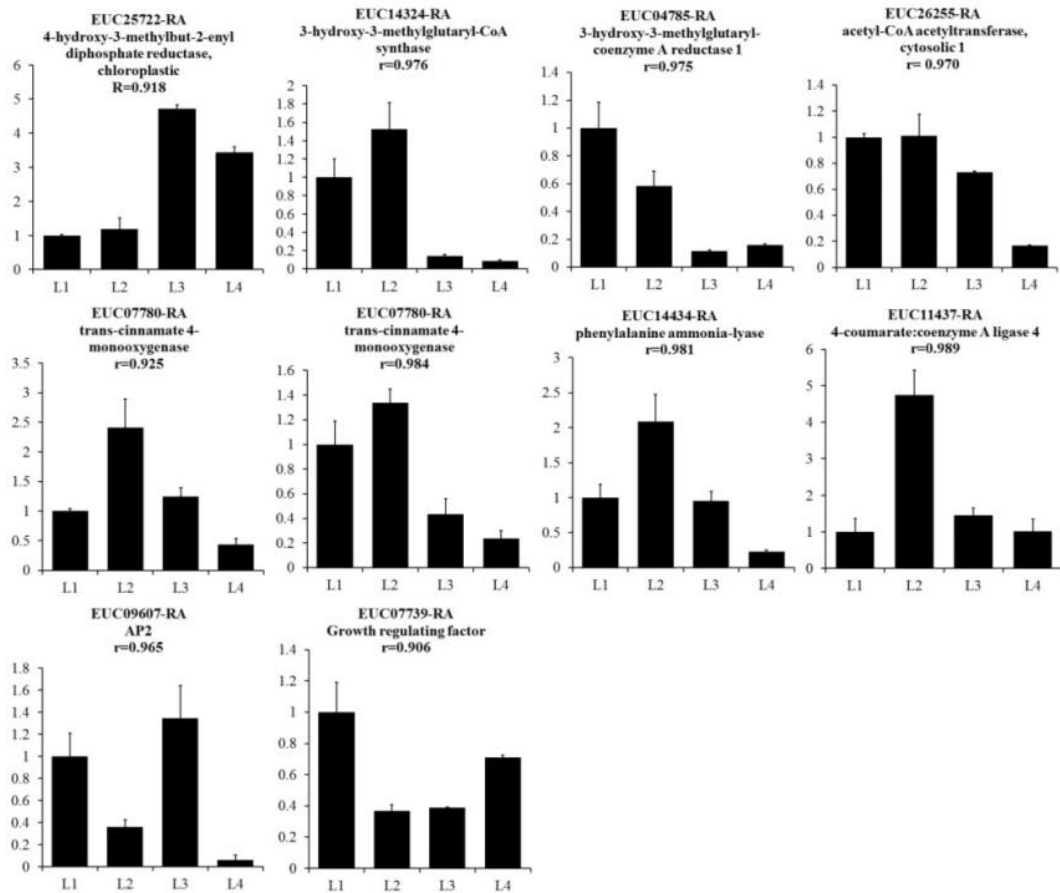 EUC25722-RA
4-hydroxy-3-methylbut-2-enyl
diphosphate reductase,
chloroplastic
R=0.918
6
5
4
3
2
1
0
L1 L2 L3 L4
EUC14324-RA
3-hydroxy-3-methylglutaryl-CoA
synthase
r=0.976
2
1.8
1.6
1.4
1.2
1
0.8
0.6
0.4
0.2
0
L1 L2 L3 L4
EUC04785-RA
3-hydroxy-3-methylglutaryl-
coenzyme A reductase 1
r=0.975
1.4
1.2
1
0.8
0.6
0.4
0.2
0
L1 L2 L3 L4
EUC26255-RA
acetyl-CoA acetyltransferase,
cytosolic 1
r= 0.970
1.4
1.2
1
0.8
0.6
0.4
0.2
0
L1 L2 L3 L4
EUC07780-RA
trans-cinnamate 4-
monooxygenase
r=0.925
3.5
3
2.5
2
1.5
1
0.5
0
L1 L2 L3 L4
EUC07780-RA
trans-cinnamate 4-
monooxygenase
r=0.984
1.6
1.4
1.2
1
0.8
0.6
0.4
0.2
0
L1 L2 L3 L4
EUC14434-RA
phenylalanine ammonia-lyase
r=0.981
3
2.5
2
1.5
1
0.5
0
L1 L2 L3 L4
EUC11437-RA
4-coumarate:coenzyme A ligase 4
r=0.989
6
5
4
3
2
1
0
L1 L2 L3 L4
EUC09607-RA
AP2
r=0.965
1.8
1.6
1.4
1.2
1
0.8
0.6
0.4
0.2
0
L1 L2 L3 L4
EUC07739-RA
Growth regulating factor
r=0.906
1.4
1.2
1
0.8
0.6
0.4
0.2
0
L1 L2 L3 L4